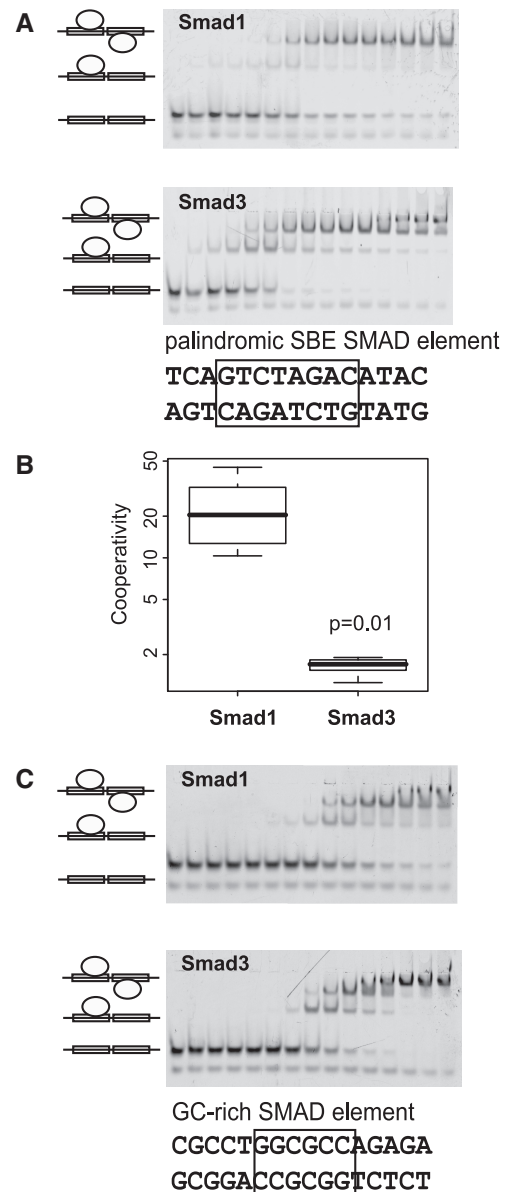 A
Smad1
Smad3
palindromic SBE SMAD element
TCAGTCTAGACATAC
AGTCAGATCTGTATG
B
50
20
10
5
2
Cooperativity
p=0.01
Smad1
Smad3
C
Smad1
Smad3
GC-rich SMAD element
CGCCTGGCGCCAGAGA
GCGGACCGCGGTCTCT